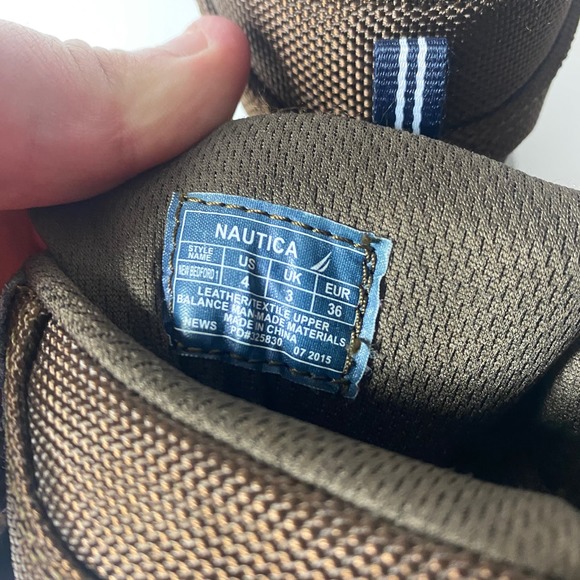 NAUTICA
STYLE NAME US UK EUR
NEW BEDFORD 1 4 3 36
LEATHER/TEXTILE UPPER
BALANCE MAN-MADE MATERIALS
MADE IN CHINA
NEWS PO#325830 07 2015